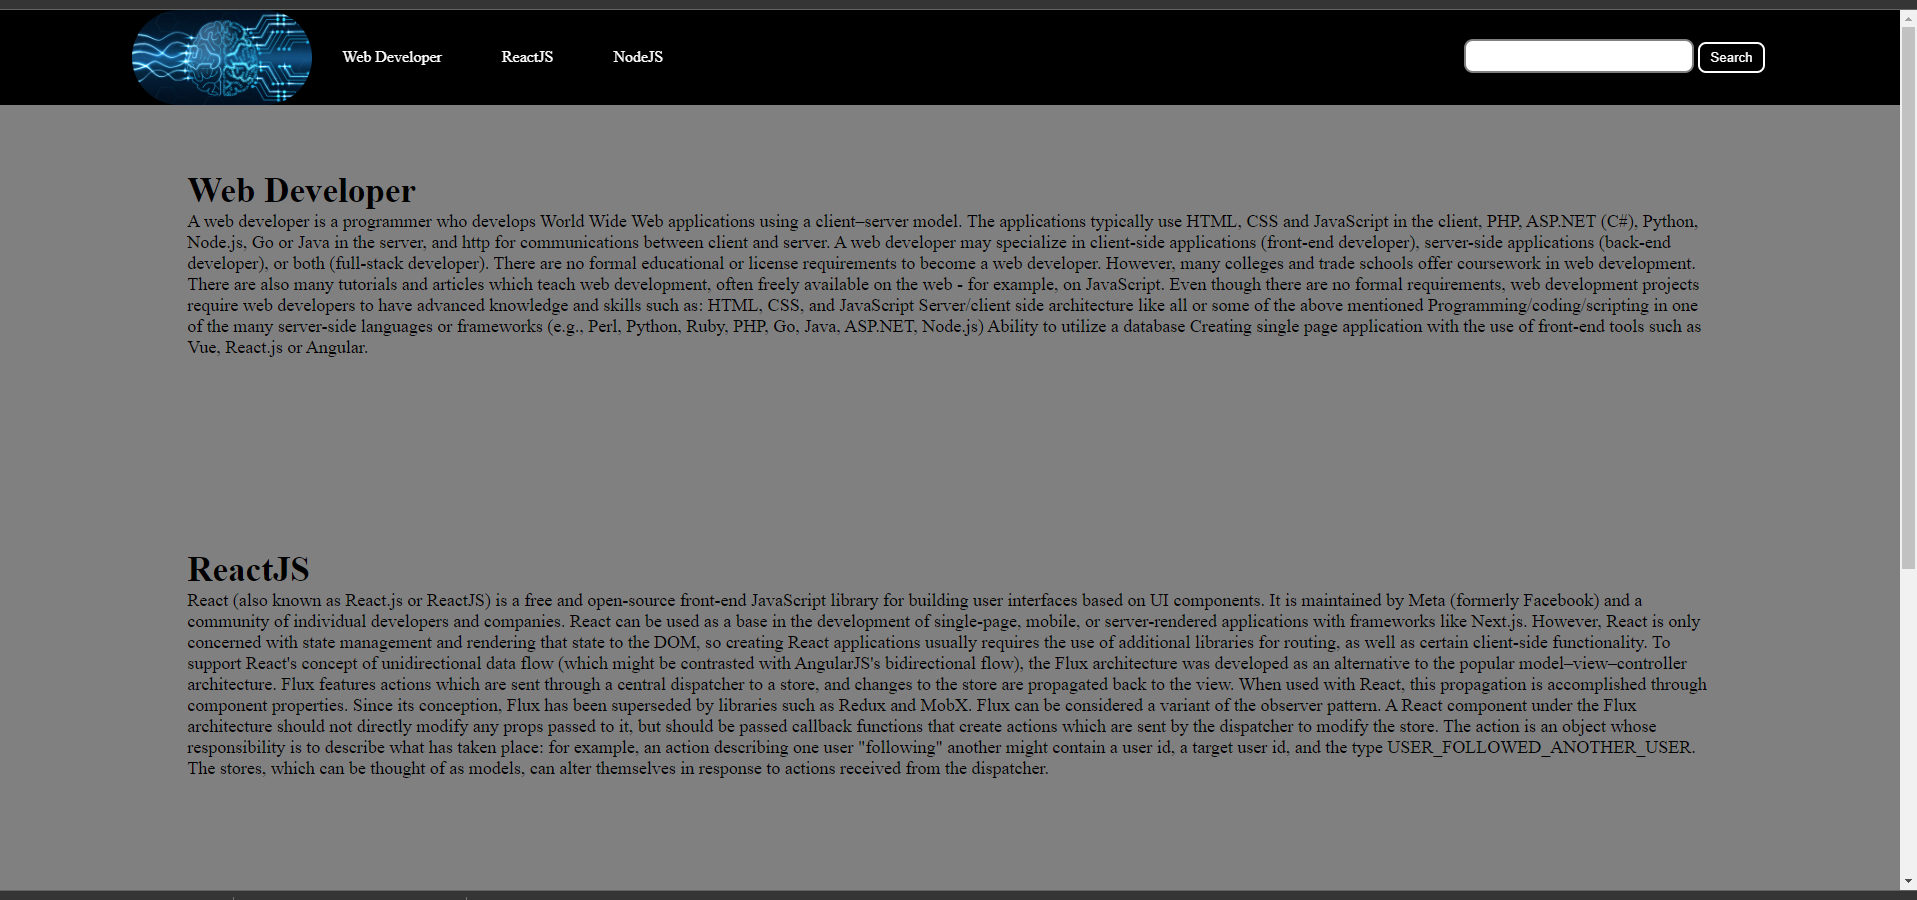 Web Developer
ReactJS
NodeJS
Search
Web Developer
A web developer is a programmer who develops World Wide Web applications using a client–server model. The applications typically use HTML, CSS and JavaScript in the client, PHP, ASP.NET (C#), Python,
Node.js, Go or Java in the server, and http for communications between client and server. A web developer may specialize in client-side applications (front-end developer), server-side applications (back-end
developer), or both (full-stack developer). There are no formal educational or license requirements to become a web developer. However, many colleges and trade schools offer coursework in web development.
There are also many tutorials and articles which teach web development, often freely available on the web - for example, on JavaScript. Even though there are no formal requirements, web development projects
require web developers to have advanced knowledge and skills such as: HTML, CSS, and JavaScript Server/client side architecture like all or some of the above mentioned Programming/coding/scripting in one
of the many server-side languages or frameworks (e.g., Perl, Python, Ruby, PHP, Go, Java, ASP.NET, Node.js) Ability to utilize a database Creating single page application with the use of front-end tools such as
Vue, React.js or Angular.
ReactJS
React (also known as React.js or ReactJS) is a free and open-source front-end JavaScript library for building user interfaces based on UI components. It is maintained by Meta (formerly Facebook) and a
community of individual developers and companies. React can be used as a base in the development of single-page, mobile, or server-rendered applications with frameworks like Next.js. However, React is only
concerned with state management and rendering that state to the DOM, so creating React applications usually requires the use of additional libraries for routing, as well as certain client-side functionality. To
support React's concept of unidirectional data flow (which might be contrasted with AngularJS's bidirectional flow), the Flux architecture was developed as an alternative to the popular model–view–controller
architecture. Flux features actions which are sent through a central dispatcher to a store, and changes to the store are propagated back to the view. When used with React, this propagation is accomplished through
component properties. Since its conception, Flux has been superseded by libraries such as Redux and MobX. Flux can be considered a variant of the observer pattern. A React component under the Flux
architecture should not directly modify any props passed to it, but should be passed callback functions that create actions which are sent by the dispatcher to modify the store. The action is an object whose
responsibility is to describe what has taken place: for example, an action describing one user "following" another might contain a user id, a target user id, and the type USER_FOLLOWED_ANOTHER_USER.
The stores, which can be thought of as models, can alter themselves in response to actions received from the dispatcher.